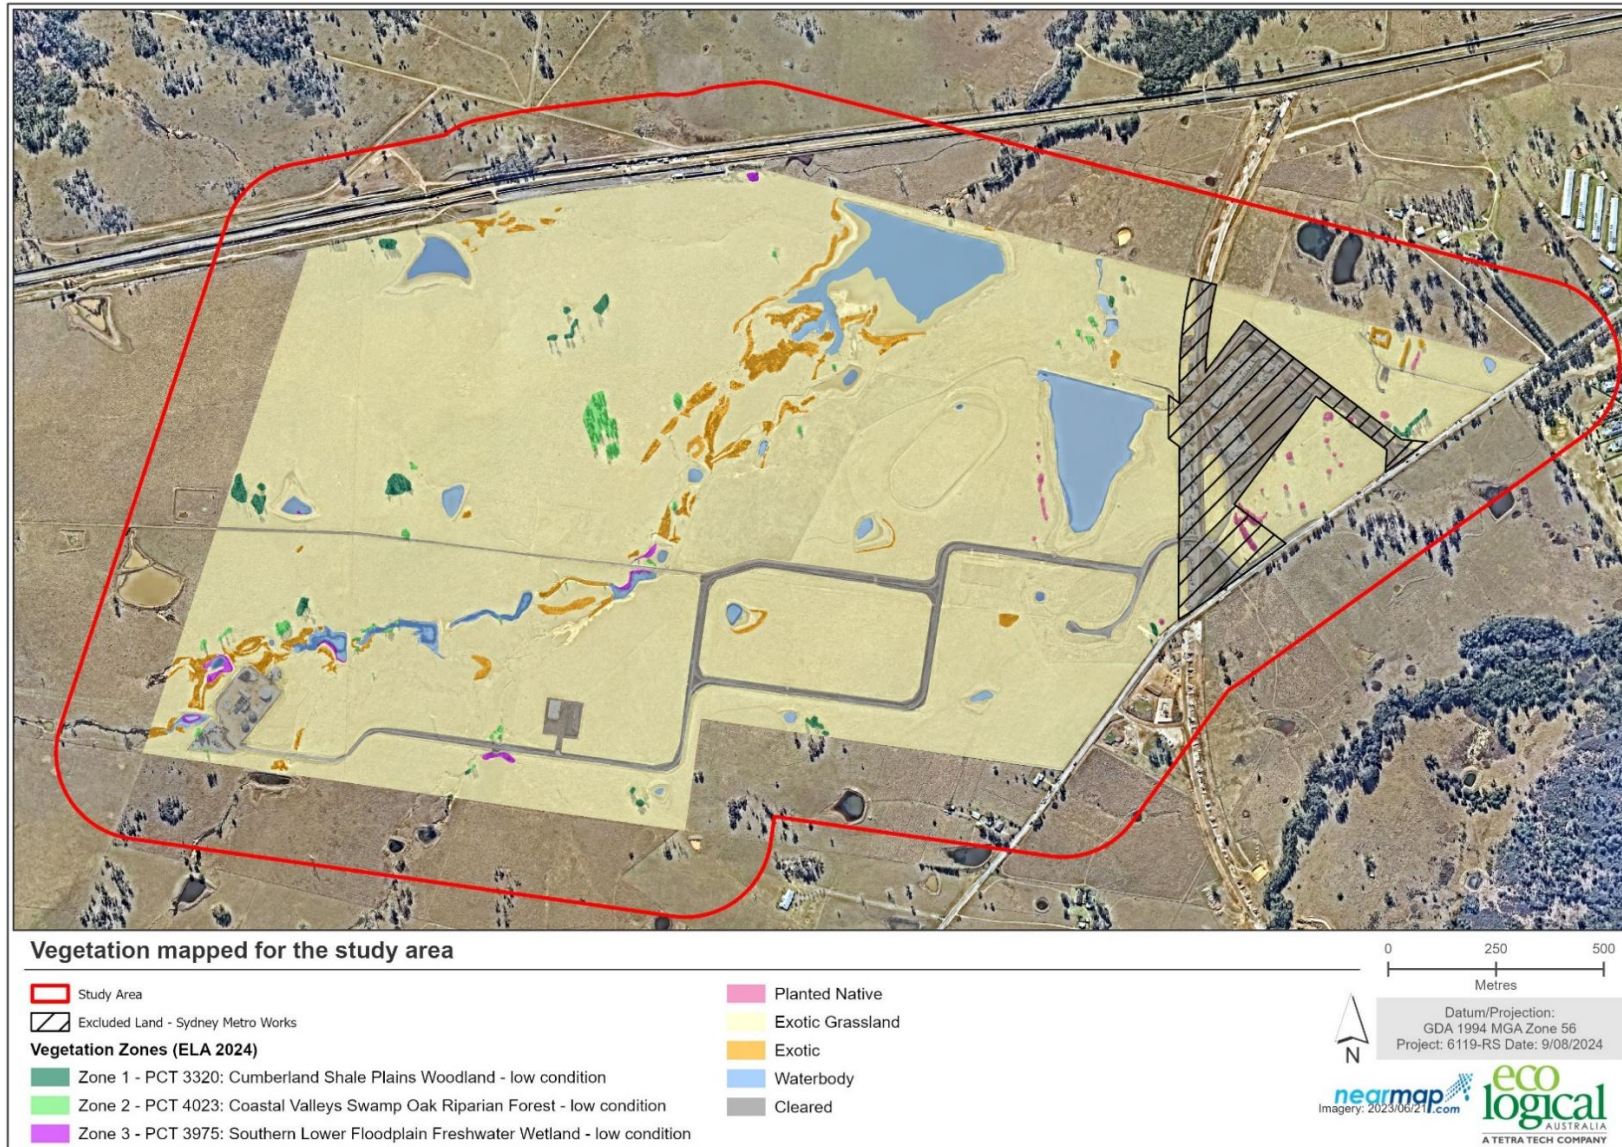 Vegetation mapped for the study area
Study Area
Excluded Land - Sydney Metro Works
Vegetation Zones (ELA 2024)
Zone 1 - PCT 3320: Cumberland Shale Plains Woodland - low condition
Zone 2 - PCT 4023: Coastal Valleys Swamp Oak Riparian Forest - low condition
Zone 3 - PCT 3975: Southern Lower Floodplain Freshwater Wetland - low condition
Planted Native
Exotic Grassland
Exotic
Waterbody
Cleared
0 250 500
Metres
N
Datum/Projection:
GDA 1994 MGA Zone 56
Project: 6119-RS Date: 9/08/2024
nearmap.com
Imagery: 2023/06/21
eco
logical
AUSTRALIA
A TETRA TECH COMPANY